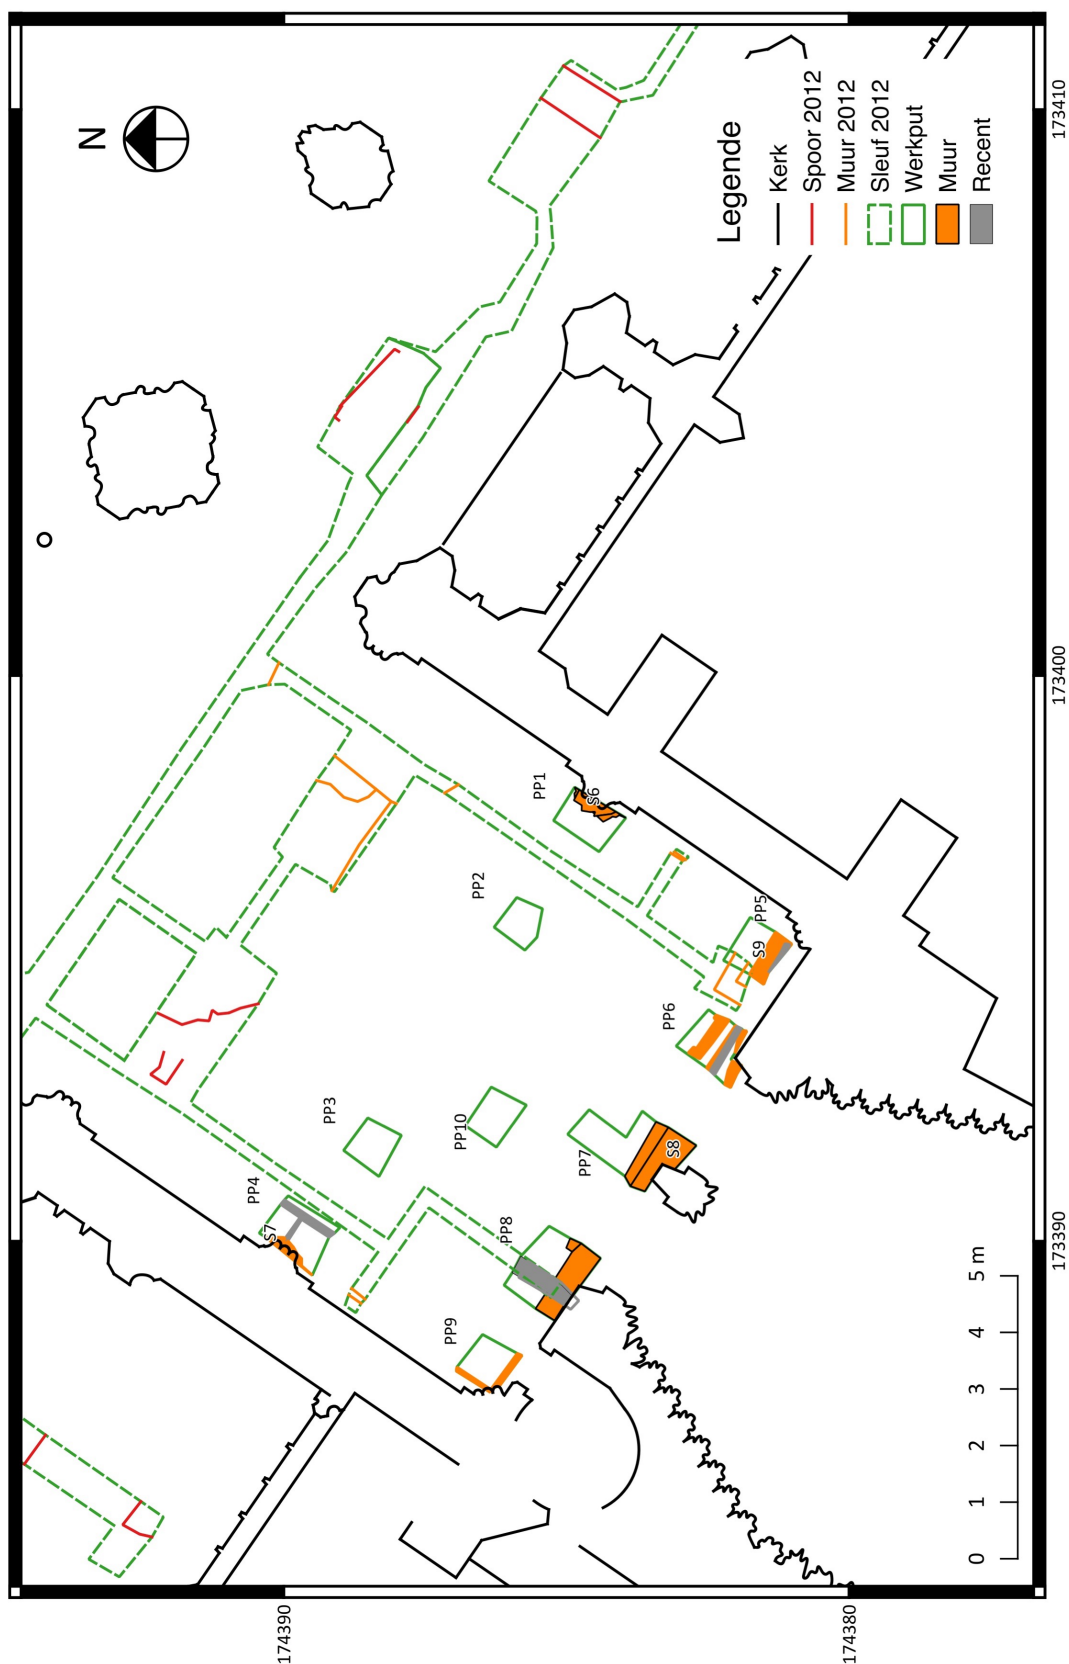 N
Legende
Kerk
Spoor 2012
Muur 2012
Sleuf 2012
Werkput
Muur
Recent
PP1
S6
PP2
PP5
S9
PP6
PP3
PP10
PP7
S8
PP4
S7
PP8
PP9
0 1 2 3 4 5 m
173390
173400
173410
174390
174380